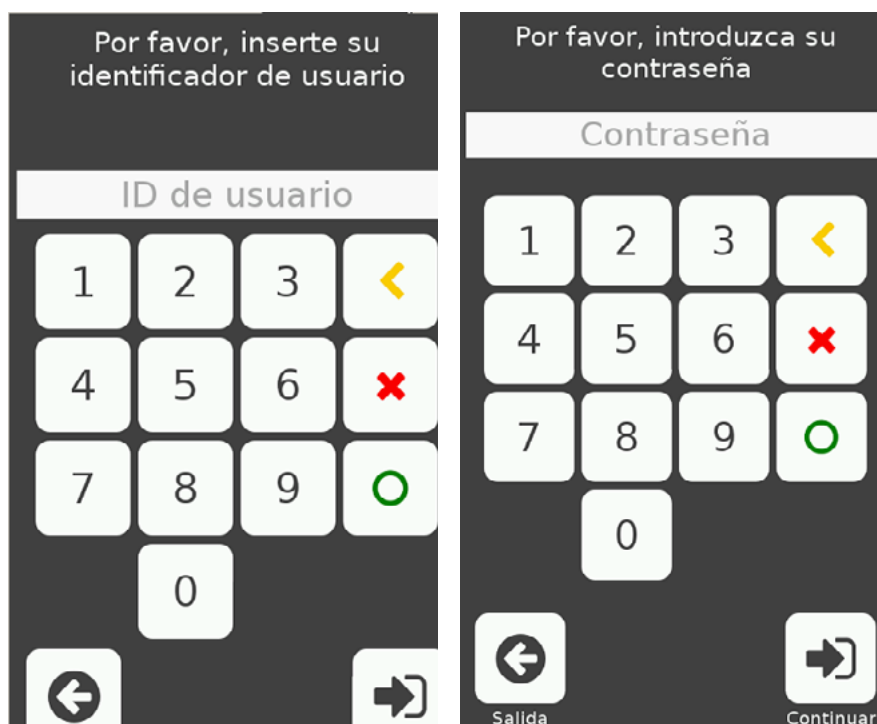 Por favor, inserte su
identificador de usuario
ID de usuario
1 2 3
4 5 6
7 8 9
0
Por favor, introduzca su
contraseña
Contraseña
1 2 3
4 5 6
7 8 9
0
Salida Continuar